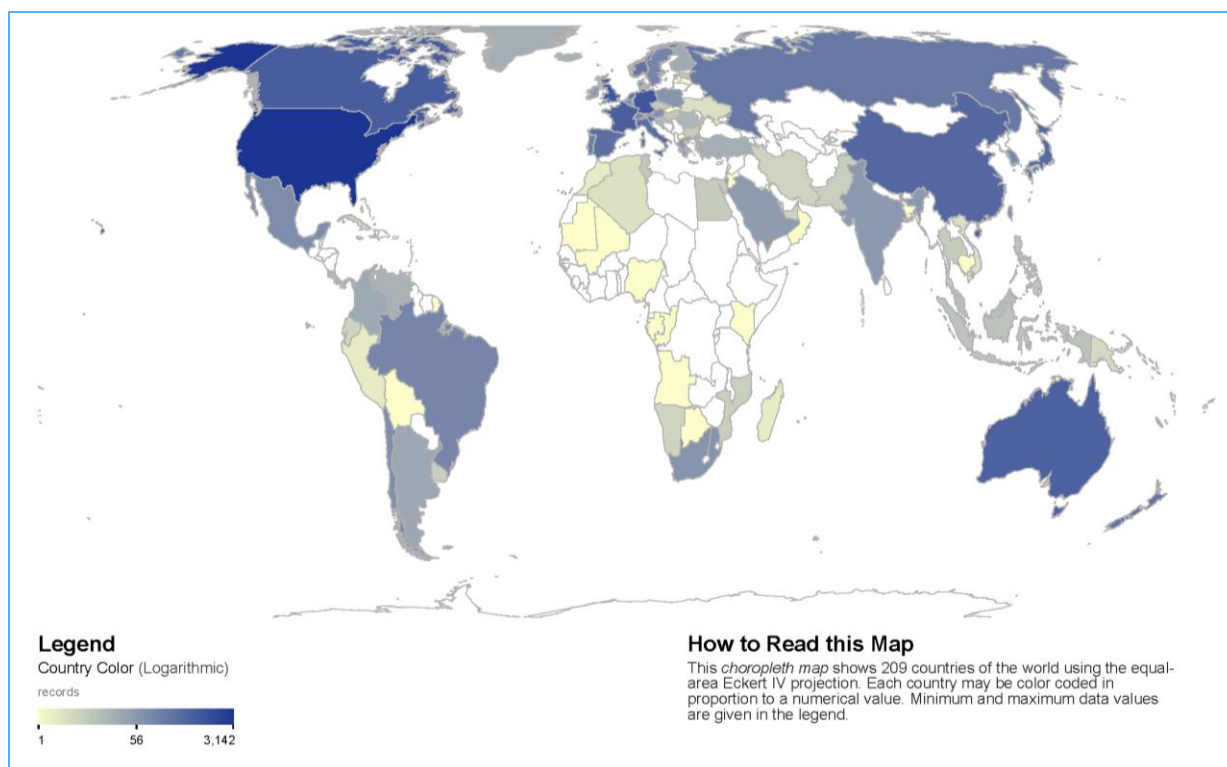 Legend
Country Color (Logarithmic)
records
1 56 3,142
How to Read this Map
This choropleth map shows 209 countries of the world using the equal-
area Eckert IV projection. Each country may be color coded in
proportion to a numerical value. Minimum and maximum data values
are given in the legend.